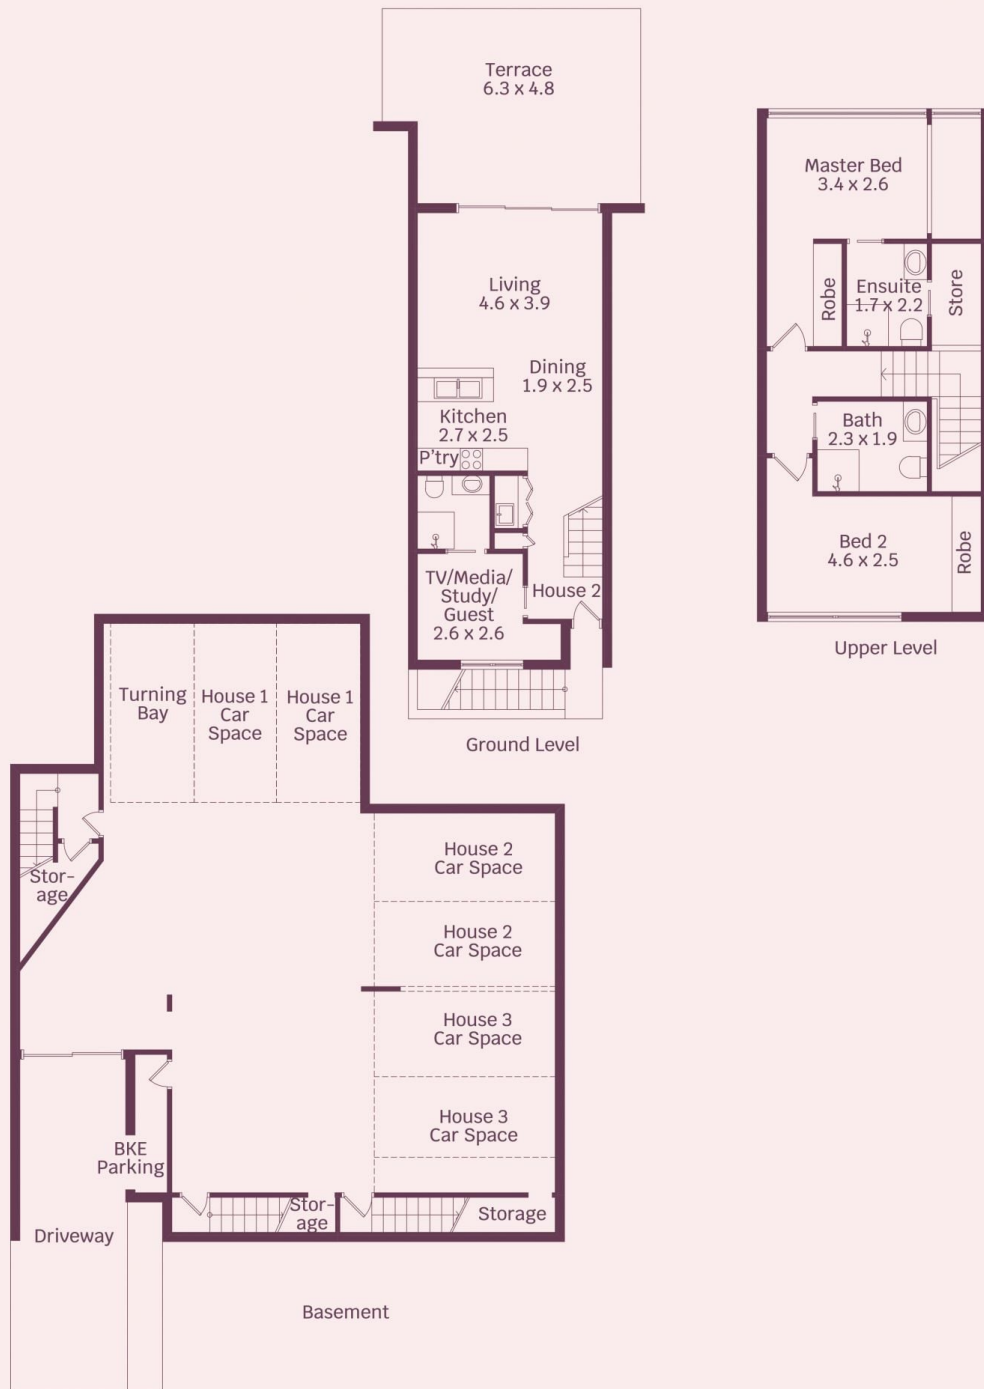 Terrace
6.3 x 4.8
Living
4.6 x 3.9
Dining
1.9 x 2.5
Kitchen
2.7 x 2.5
P'try
TV/Media/
Study/
Guest
2.6 x 2.6
House 2
Ground Level
Master Bed
3.4 x 2.6
Robe
Ensuite
1.7 x 2.2
Store
Bath
2.3 x 1.9
Bed 2
4.6 x 2.5
Robe
Upper Level
Turning
Bay
House 1
Car
Space
House 1
Car
Space
Stor-
age
House 2
Car Space
House 2
Car Space
House 3
Car Space
House 3
Car Space
BKE
Parking
Stor-
age
Storage
Driveway
Basement